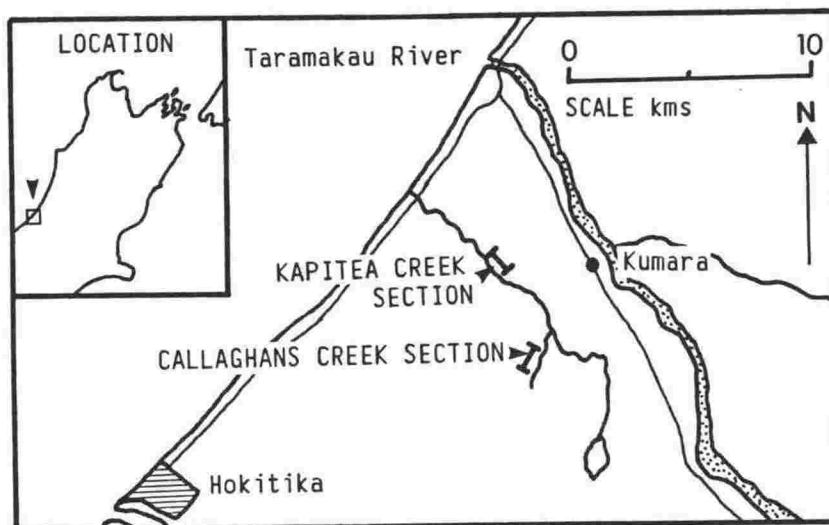 LOCATION
Taramakau River
0 10
SCALE kms
N
KAPITEA CREEK
SECTION
Kumara
CALLAGHANS CREEK SECTION
Hokitika